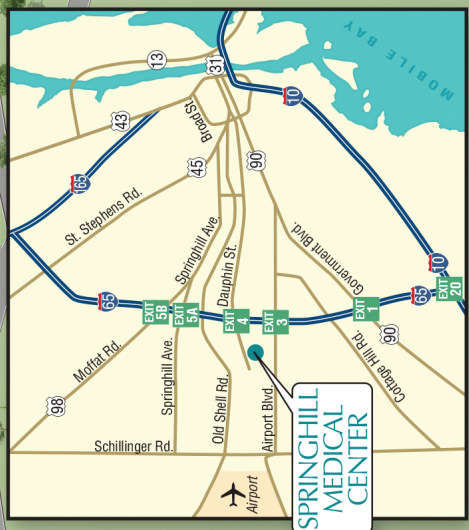 13
31
MOBILE BAY
10
43
Broad St.
90
45
165
St. Stephens Rd.
Springhill Ave.
Dauphin St.
Government Blvd.
10
EXIT
20
65
65
EXIT
5B
EXIT
5A
EXIT
4
EXIT
3
EXIT
1
90
Moffat Rd.
Cottage Hill Rd.
98
Springhill Ave.
Old Shell Rd.
Airport Blvd.
Schillinger Rd.
Airport
SPRINGHILL
MEDICAL
CENTER